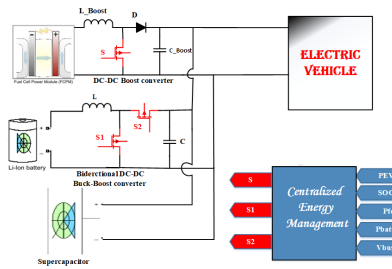 L_Boost
D
S
C_Boost
Fuel Cell Power Module (FCPM)
DC-DC Boost converter
ELECTRIC
VEHICLE
L
S2
S1
C
Li-Ion battery
Biderctional DC-DC
Buck-Boost converter
Supercapacitor
S
S1
S2
Centralized
Energy
Management
PEV
SOC
Pfc
Pbat
Vbus